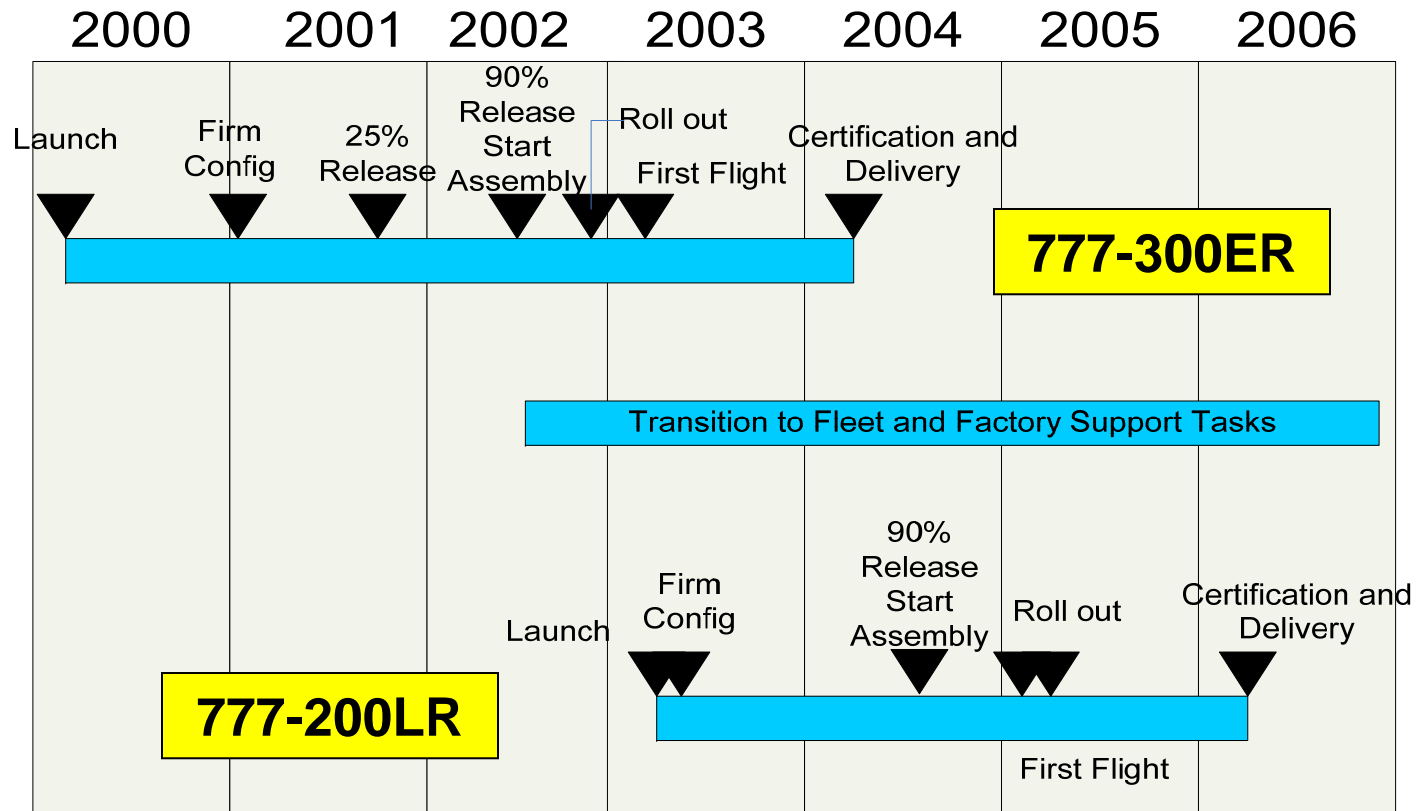 2000 2001 2002 2003 2004 2005 2006
Launch
Firm
Config
25%
Release
90%
Release
Start
Assembly
Roll out
First Flight
Certification and
Delivery
777-300ER
Transition to Fleet and Factory Support Tasks
777-200LR
Launch
Firm
Config
90%
Release
Start
Assembly
Roll out
Certification and
Delivery
First Flight